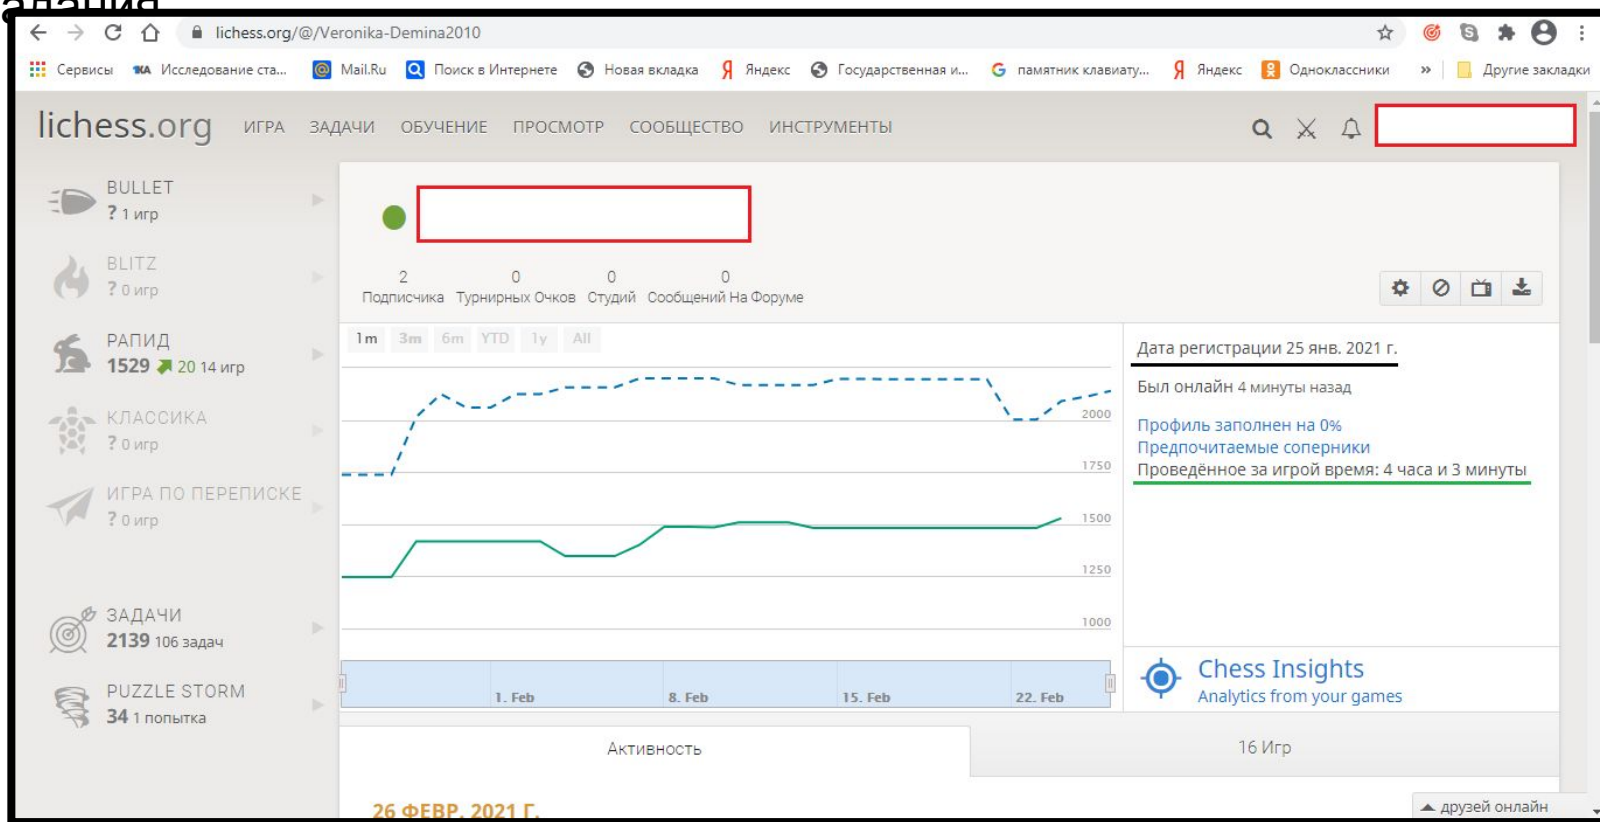 адания
lichess.org/@/Veronika-Demina2010
Сервисы Исследование ста... Mail.Ru Поиск в Интернете Новая вкладка Яндекс Государственная и... памятник клавиату... Яндекс Одноклассники » Другие закладки
lichess.org ИГРА ЗАДАЧИ ОБУЧЕНИЕ ПРОСМОТР СООБЩЕСТВО ИНСТРУМЕНТЫ
BULLET
? 1 игр
BLITZ
? 0 игр
РАПИД
1529 20 14 игр
КЛАССИКА
? 0 игр
ИГРА ПО ПЕРЕПИСКЕ
? 0 игр
ЗАДАЧИ
2139 106 задач
PUZZLE STORM
34 1 попытка
2 0 0 0
Подписчика Турнирных Очков Студий Сообщений На Форуме
1m 3m 6m YTD 1y All
2000
1750
1500
1250
1000
1. Feb 8. Feb 15. Feb 22. Feb
Дата регистрации 25 янв. 2021 г.
Был онлайн 4 минуты назад
Профиль заполнен на 0%
Предпочитаемые соперники
Проведённое за игрой время: 4 часа и 3 минуты
Chess Insights
Analytics from your games
Активность 16 Игр
26 ФЕВР. 2021 Г.
друзей онлайн